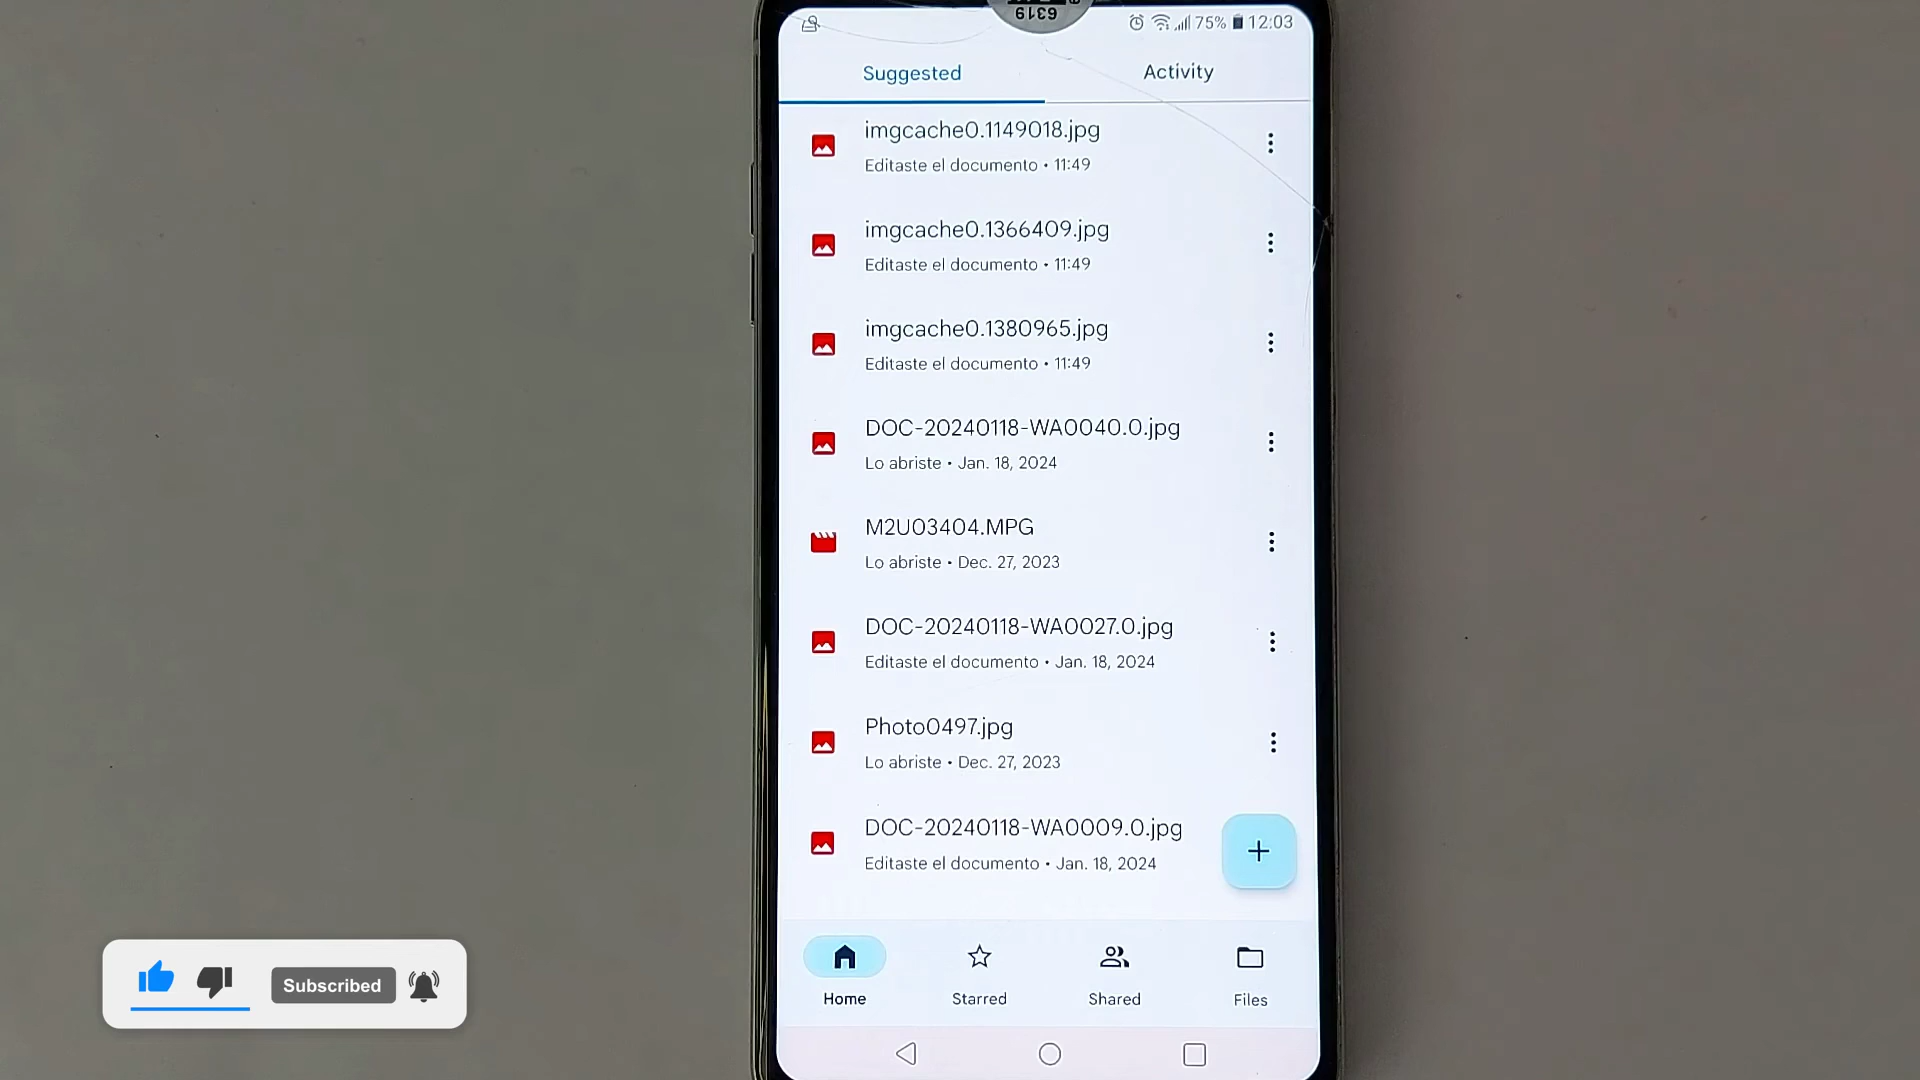 6319
75% 12:03
Suggested
Activity
imgcache0.1149018.jpg
Editaste el documento • 11:49
imgcache0.1366409.jpg
Editaste el documento • 11:49
imgcache0.1380965.jpg
Editaste el documento • 11:49
DOC-20240118-WA0040.0.jpg
Lo abriste • Jan. 18, 2024
M2U03404.MPG
Lo abriste • Dec. 27, 2023
DOC-20240118-WA0027.0.jpg
Editaste el documento • Jan. 18, 2024
Photo0497.jpg
Lo abriste • Dec. 27, 2023
DOC-20240118-WA0009.0.jpg
Editaste el documento • Jan. 18, 2024
Home
Starred
Shared
Files
Subscribed